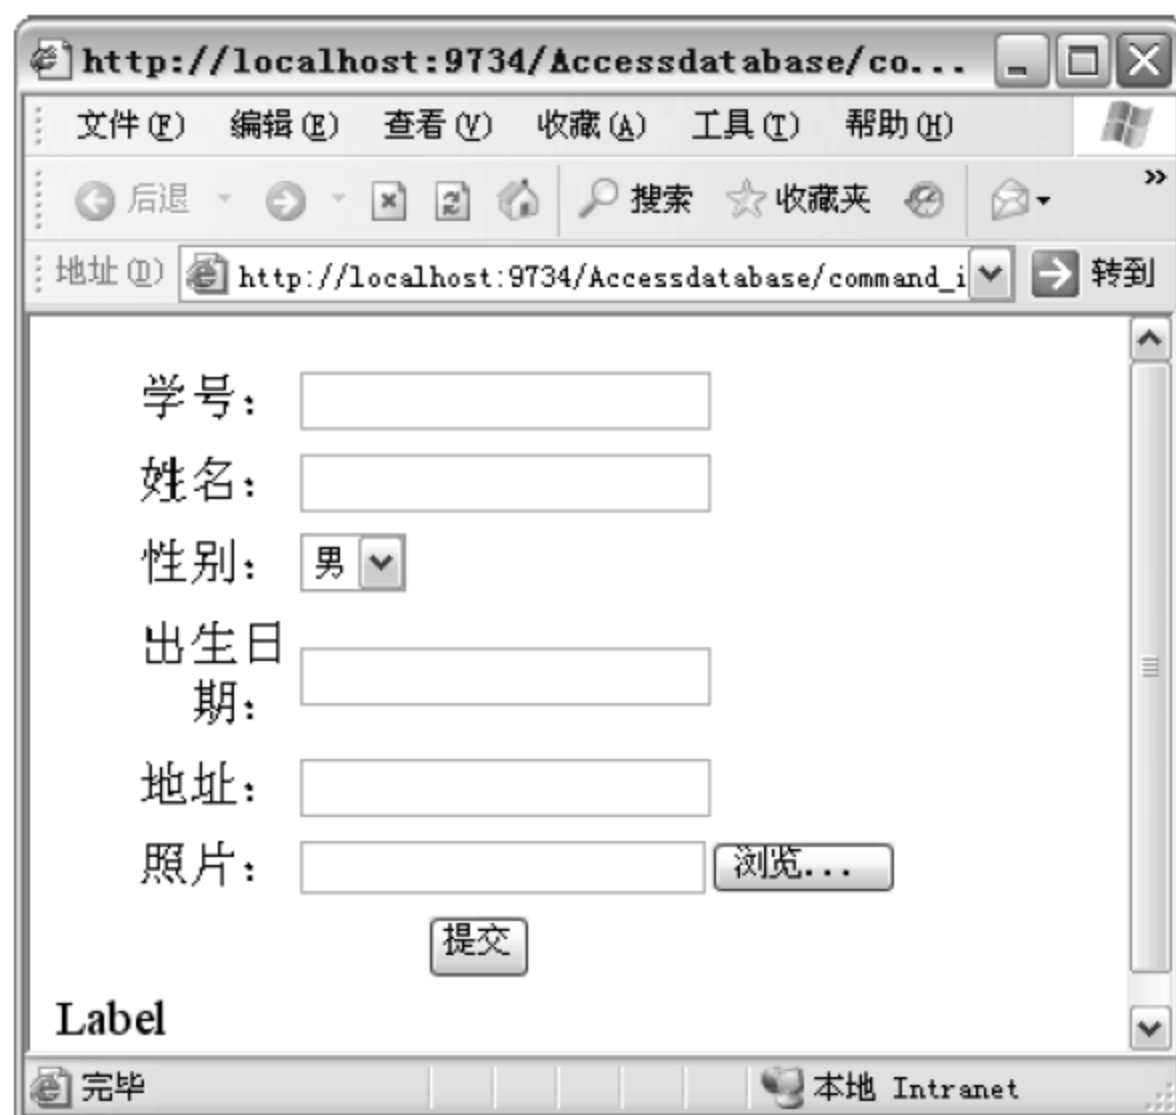 http://localhost:9734/Accessdatabase/co...
文件(F) 编辑(E) 查看(V) 收藏(A) 工具(T) 帮助(H)
后退 搜索 收藏夹 »
地址(D) http://localhost:9734/Accessdatabase/command_i 转到
学号：
姓名：
性别： 男
出生日
期：
地址：
照片： 浏览...
提交
Label
完毕 本地 Intranet